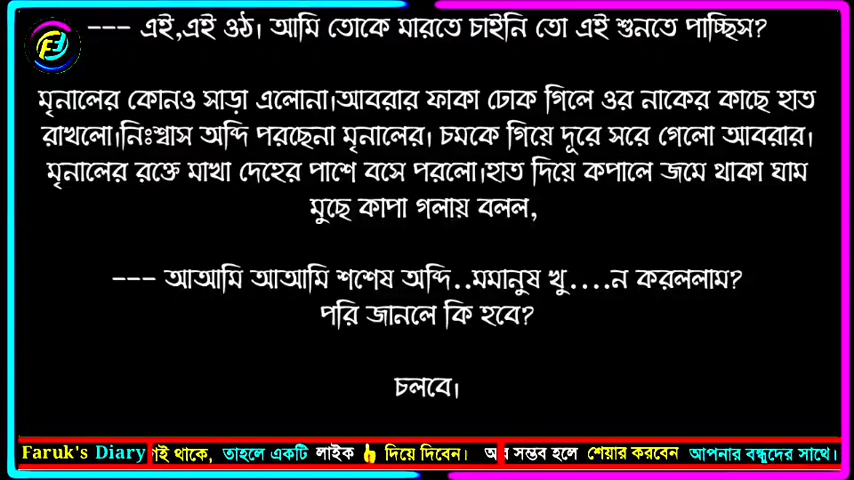 --- এই,এই ওঠ। আমি তোকে মারতে চাইনি তো এই শুনতে পাচ্ছিস?
মৃনালের কোনও সাড়া এলোনা।আবরার ফাকা ঢোক গিলে ওর নাকের কাছে হাত
রাখলো।নিঃশ্বাস অব্দি পরছেনা মৃনালের। চমকে গিয়ে দূরে সরে গেলো আবরার।
মৃনালের রক্তে মাখা দেহের পাশে বসে পরলো।হাত দিয়ে কপালে জমে থাকা ঘাম
মুছে কাপা গলায় বলল,
--- আআমি আআমি শশেষ অব্দি..মমানুষ খু....ন করললাম?
পরি জানলে কি হবে?
চলবে।
Faruk's Diary থাকে, তাহলে একটি লাইক 👍 দিয়ে দিবেন। সম্ভব হলে শেয়ার করবেন আপনার বন্ধুদের সাথে।